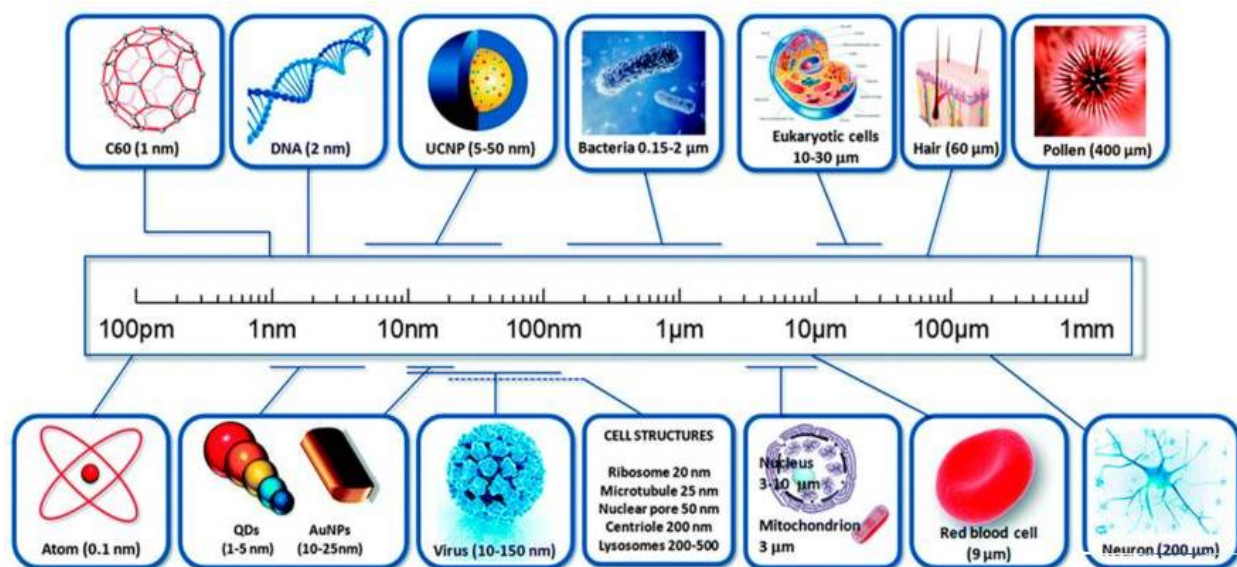 C60 (1 nm)
DNA (2 nm)
UCNP (5-50 nm)
Bacteria 0.15-2 µm
Eukaryotic cells
10-30 µm
Hair (60 µm)
Pollen (400 µm)
100pm 1nm 10nm 100nm 1µm 10µm 100µm 1mm
Atom (0.1 nm)
QDs
(1-5 nm)
AuNPs
(10-25nm)
Virus (10-150 nm)
CELL STRUCTURES
Ribosome 20 nm
Microtubule 25 nm
Nuclear pore 50 nm
Centriole 200 nm
Lysosomes 200-500
Nucleus
3-10 µm
Mitochondrion
3 µm
Red blood cell
(9 µm)
Neuron (200 µm)